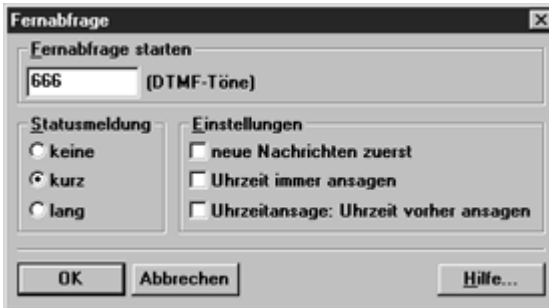 Fernabfrage
Fernabfrage starten
666 (DTMF-Töne)
Statusmeldung
keine
kurz
lang
Einstellungen
neue Nachrichten zuerst
Uhrzeit immer ansagen
Uhrzeitansage: Uhrzeit vorher ansagen
OK Abbrechen Hilfe...